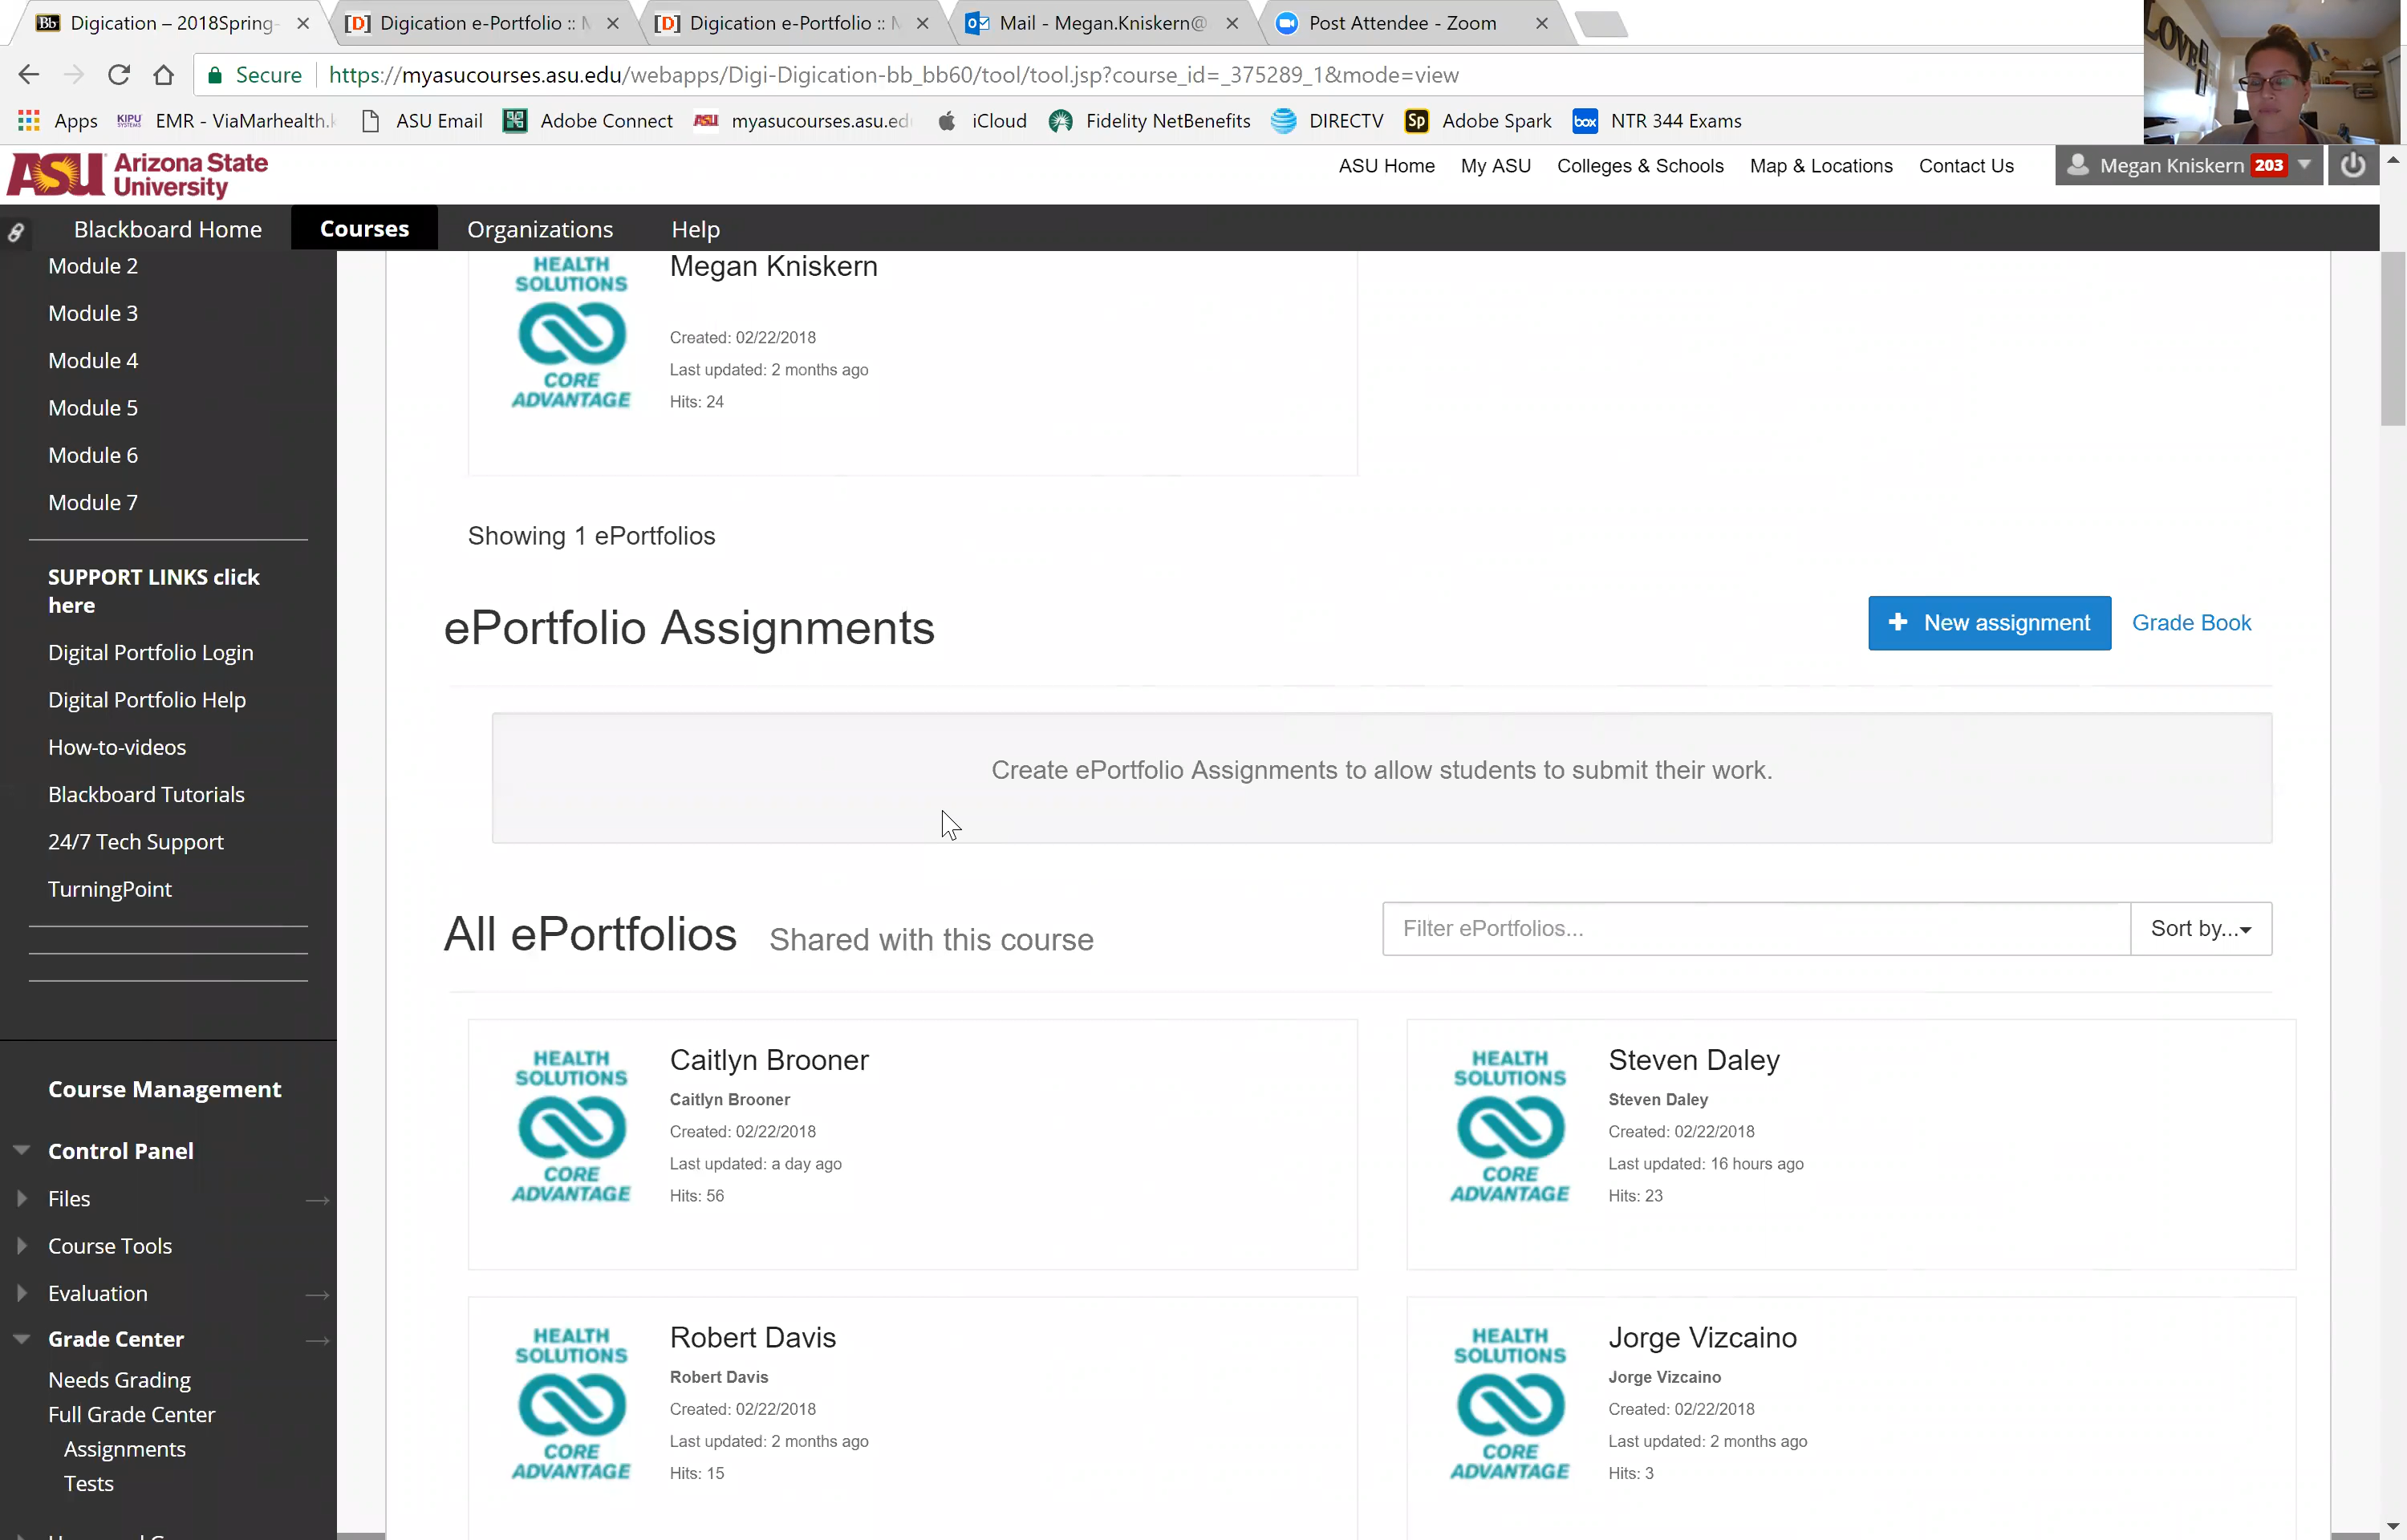 Digication – 2018Spring-
Digication e-Portfolio ::
Digication e-Portfolio ::
Mail - Megan.Kniskern@
Post Attendee - Zoom
Secure
https://myasucourses.asu.edu/webapps/Digi-Digication-bb_bb60/tool/tool.jsp?course_id=_375289_1&mode=view
Apps
KIPU SYSTEMS EMR - ViaMarhealth.
ASU Email
Adobe Connect
ASU myasucourses.asu.ed
iCloud
Fidelity NetBenefits
DIRECTV
Sp Adobe Spark
box NTR 344 Exams
LOVE
ASU Arizona State
University
ASU Home My ASU Colleges & Schools Map & Locations Contact Us
Megan Kniskern 203
Blackboard Home Courses Organizations Help
Module 2
Module 3
Module 4
Module 5
Module 6
Module 7
SUPPORT LINKS click
here
Digital Portfolio Login
Digital Portfolio Help
How-to-videos
Blackboard Tutorials
24/7 Tech Support
TurningPoint
Course Management
Control Panel
Files
Course Tools
Evaluation
Grade Center
Needs Grading
Full Grade Center
Assignments
Tests
HEALTH
SOLUTIONS
CORE
ADVANTAGE
Megan Kniskern
Created: 02/22/2018
Last updated: 2 months ago
Hits: 24
Showing 1 ePortfolios
ePortfolio Assignments
+ New assignment
Grade Book
Create ePortfolio Assignments to allow students to submit their work.
All ePortfolios Shared with this course
Filter ePortfolios...
Sort by...
HEALTH
SOLUTIONS
CORE
ADVANTAGE
Caitlyn Brooner
Caitlyn Brooner
Created: 02/22/2018
Last updated: a day ago
Hits: 56
HEALTH
SOLUTIONS
CORE
ADVANTAGE
Steven Daley
Steven Daley
Created: 02/22/2018
Last updated: 16 hours ago
Hits: 23
HEALTH
SOLUTIONS
CORE
ADVANTAGE
Robert Davis
Robert Davis
Created: 02/22/2018
Last updated: 2 months ago
Hits: 15
HEALTH
SOLUTIONS
CORE
ADVANTAGE
Jorge Vizcaino
Jorge Vizcaino
Created: 02/22/2018
Last updated: 2 months ago
Hits: 3